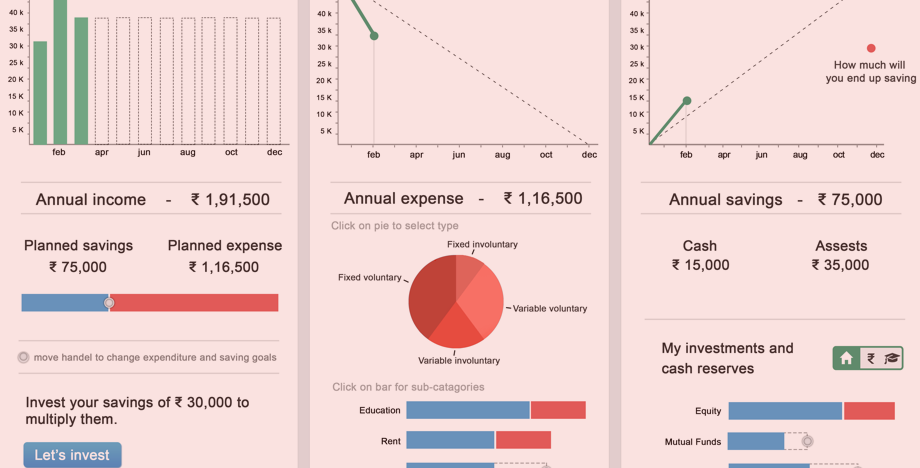 40 k
35 k
30 k
25 k
20 K
15 K
10 K
5 K
feb apr jun aug oct dec
Annual income - ₹ 1,91,500
Planned savings Planned expense
₹ 75,000 ₹ 1,16,500
move handel to change expenditure and saving goals
Invest your savings of ₹ 30,000 to
multiply them.
Let's invest
40 k
35 k
30 k
25 k
20 K
15 K
10 K
5 K
feb apr jun aug oct dec
Annual expense - ₹ 1,16,500
Click on pie to select type
Fixed involuntary
Fixed voluntary
Variable voluntary
Variable involuntary
Click on bar for sub-catagories
Education
Rent
40 k
35 k
30 k
25 k
20 K
15 K
10 K
5 K
How much will
you end up saving
feb apr jun aug oct dec
Annual savings - ₹ 75,000
Cash Assests
₹ 15,000 ₹ 35,000
My investments and
cash reserves
₹
Equity
Mutual Funds